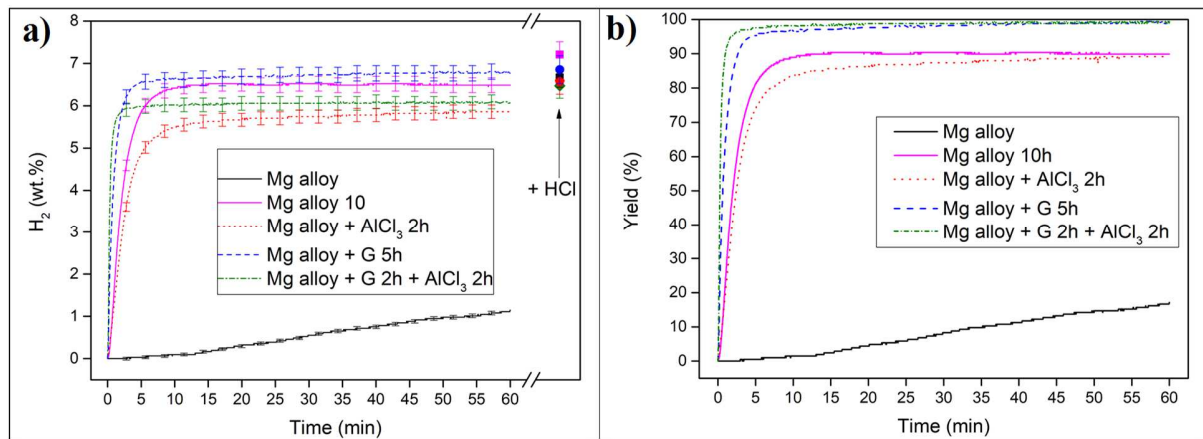 a)
8
7
6
5
4
3
2
1
0
H₂ (wt.%)
Mg alloy
Mg alloy 10
Mg alloy + AlCl₃ 2h
Mg alloy + G 5h
Mg alloy + G 2h + AlCl₃ 2h
+ HCl
0 5 10 15 20 25 30 35 40 45 50 55 60
Time (min)
b)
100
90
80
70
60
50
40
30
20
10
0
Yield (%)
Mg alloy
Mg alloy 10h
Mg alloy + AlCl₃ 2h
Mg alloy + G 5h
Mg alloy + G 2h + AlCl₃ 2h
0 5 10 15 20 25 30 35 40 45 50 55 60
Time (min)